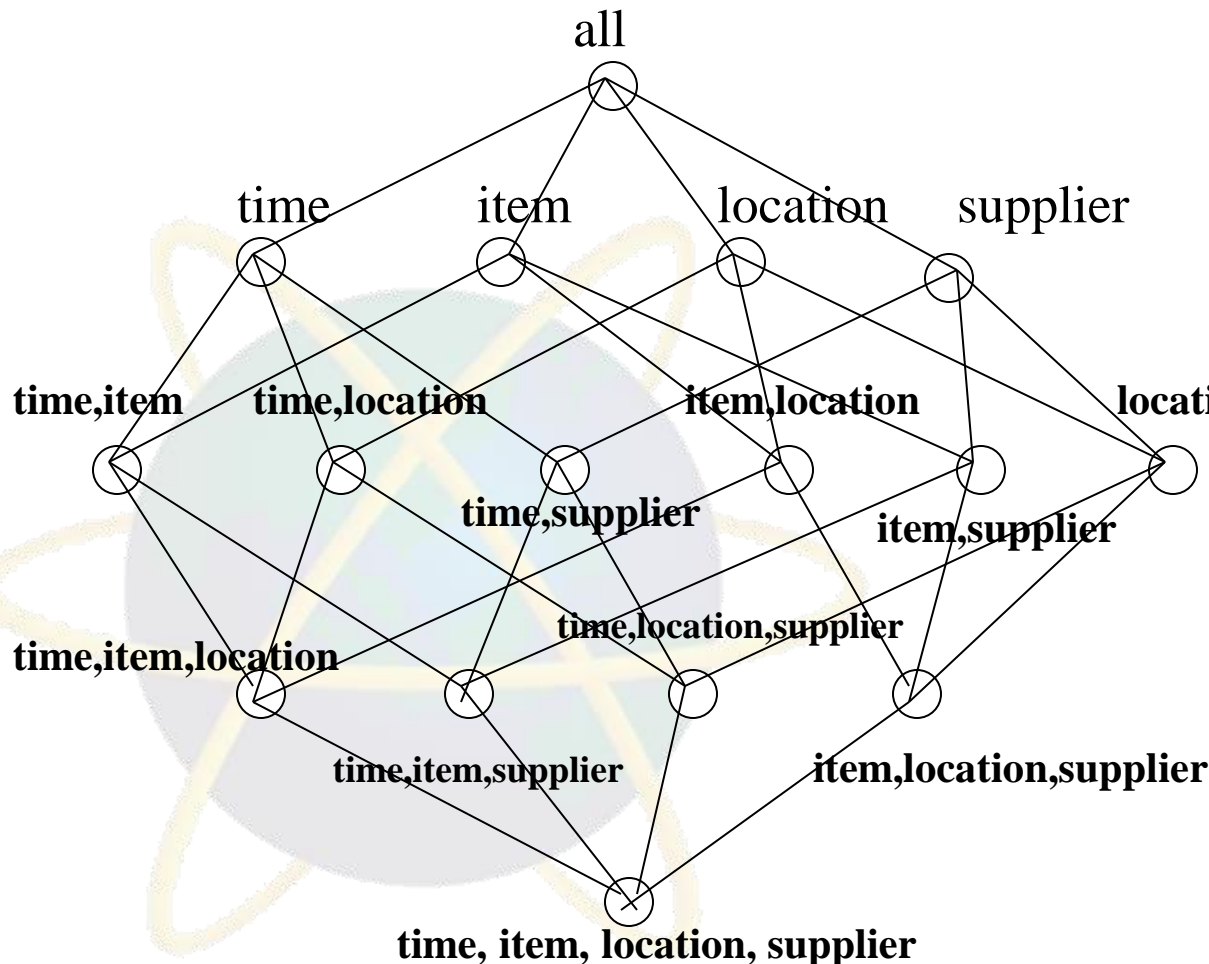 all
time
item
location
supplier
time,item
time,location
item,location
locati
time,supplier
item,supplier
time,location,supplier
time,item,location
time,item,supplier
item,location,supplier
time, item, location, supplier